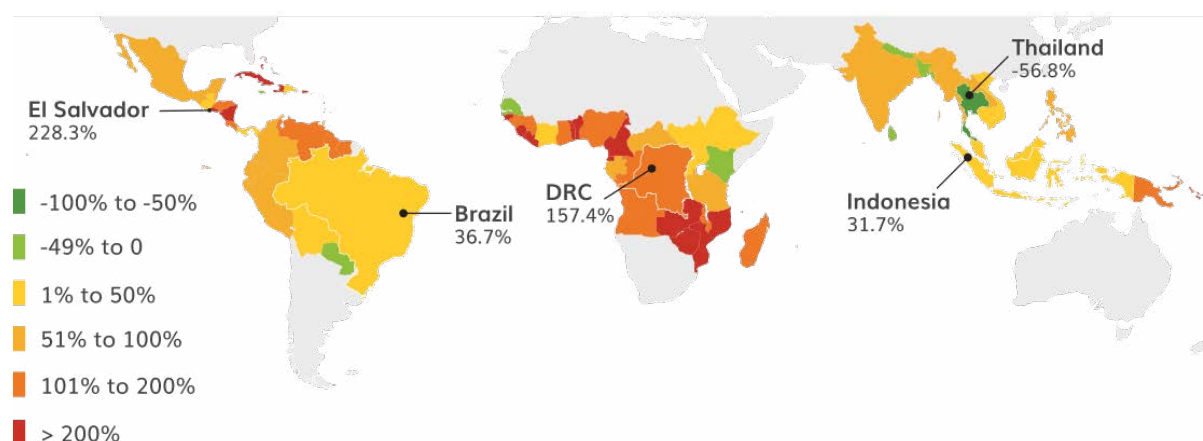 Thailand
-56.8%
El Salvador
228.3%
DRC
157.4%
Brazil
36.7%
Indonesia
31.7%
-100% to -50%
-49% to 0
1% to 50%
51% to 100%
101% to 200%
> 200%